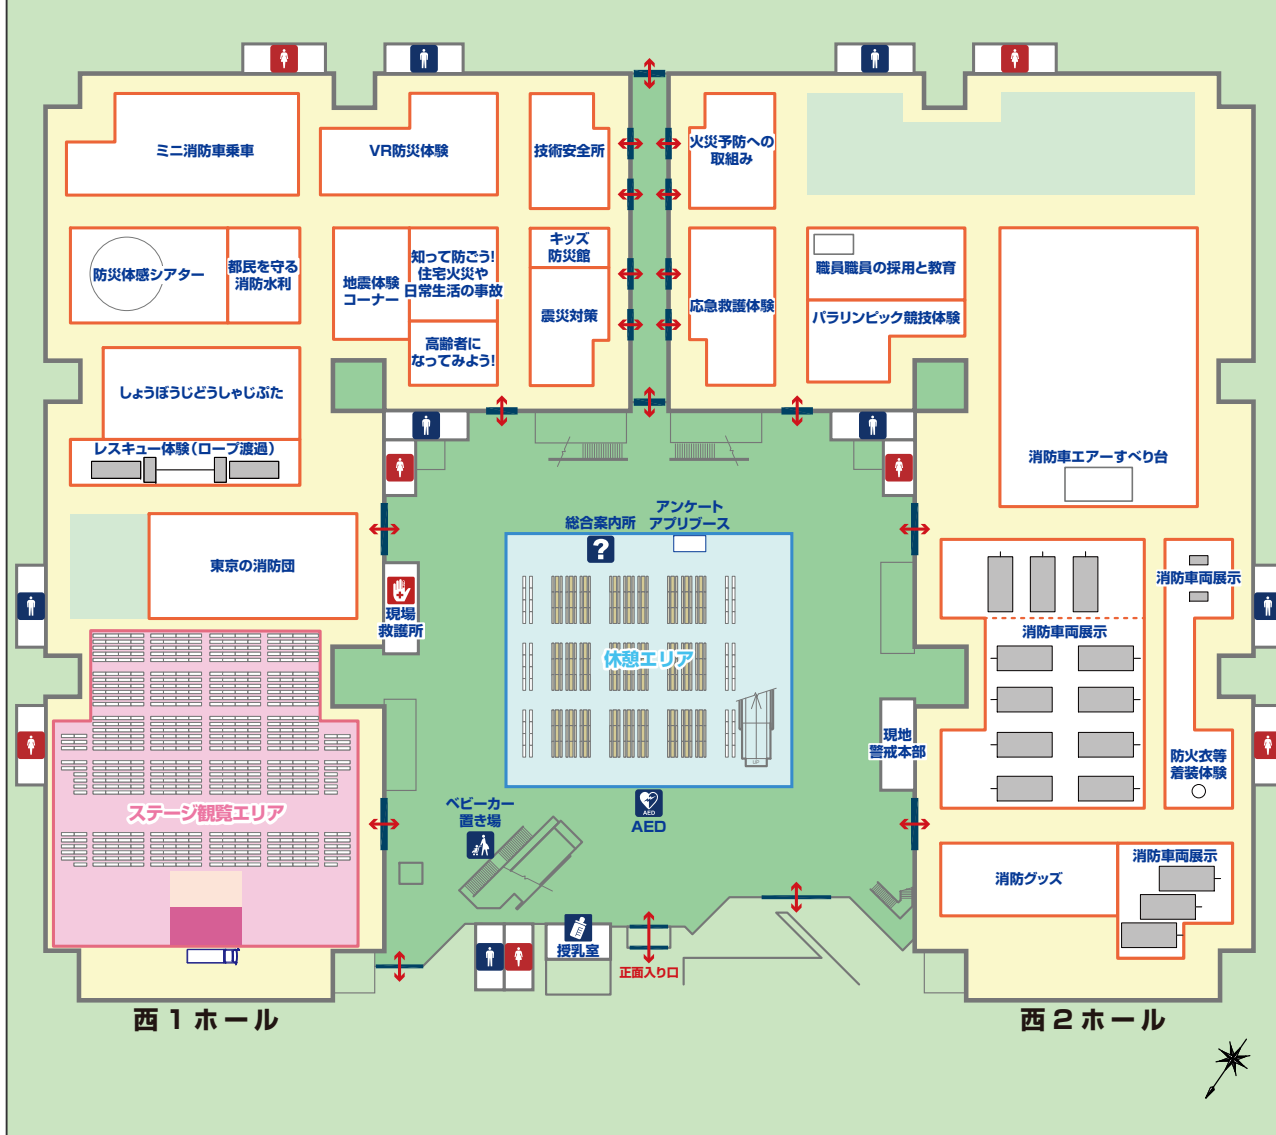 ミニ消防車乗車
VR防災体験
技術安全所
火災予防への
取組み
防災体感シアター
都民を守る
消防水利
地震体験
コーナー
知って防ごう!
住宅火災や
日常生活の事故
高齢者に
なってみよう!
キッズ
防災館
震災対策
応急救護体験
職員職員の採用と教育
パラリンピック競技体験
しょうぼうじどうしゃじぷた
レスキュー体験(ロープ渡過)
消防車エアーすべり台
東京の消防団
総合案内所
?
アンケート
アプリブース
現場
救護所
休憩エリア
UP
消防車両展示
消防車両展示
現地
警戒本部
防火衣等
着装体験
ステージ観覧エリア
ベビーカー
置き場
AED
AED
消防グッズ
消防車両展示
授乳室
正面入り口
西1ホール
西2ホール